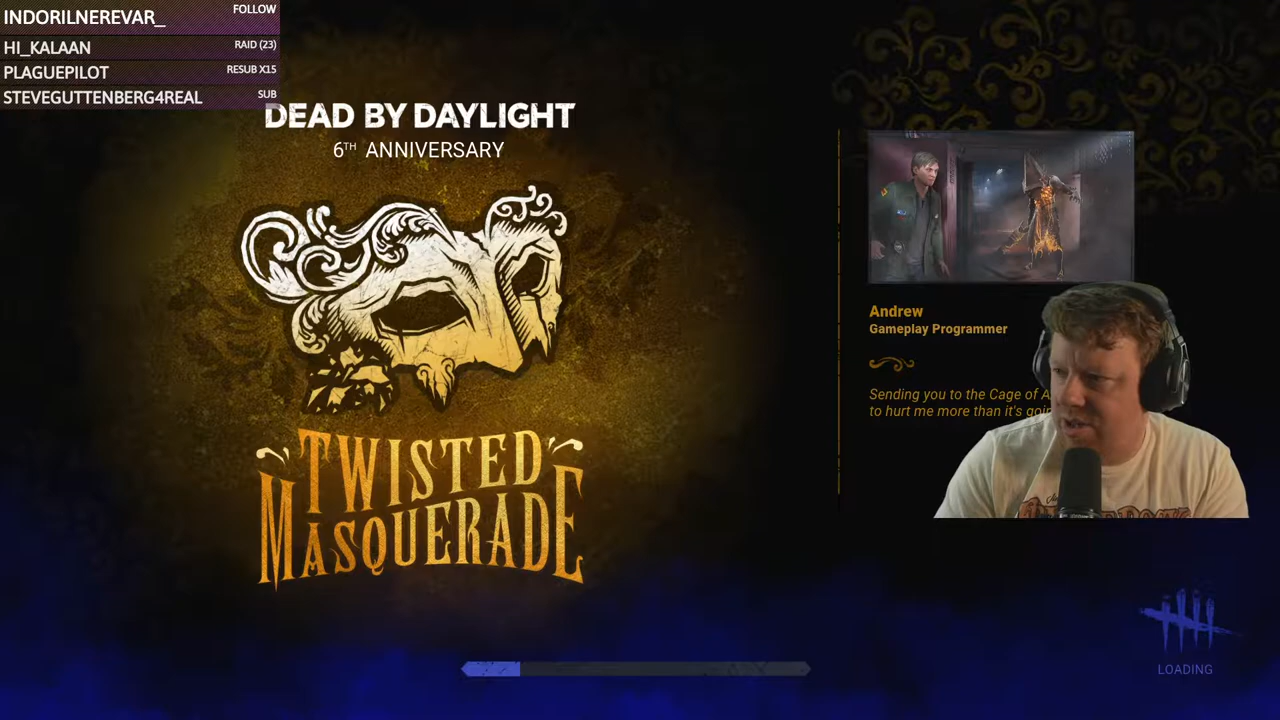 INDORILNEREVAR_ FOLLOW
HI_KALAAN RAID (23)
PLAGUEPILOT RESUB X15
STEVEGUTTENBERG4REAL SUB
DEAD BY DAYLIGHT
6TH ANNIVERSARY
TWISTED
MASQUERADE
Andrew
Gameplay Programmer
Sending you to the Cage of
to hurt me more than it's
LOADING